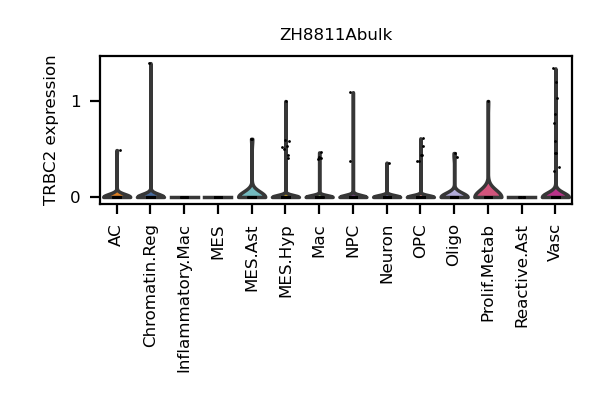 ZH8811Abulk
TRBC2 expression
1
0
AC
Chromatin.Reg
Inflammatory.Mac
MES
MES.Ast
MES.Hyp
Mac
NPC
Neuron
OPC
Oligo
Prolif.Metab
Reactive.Ast
Vasc